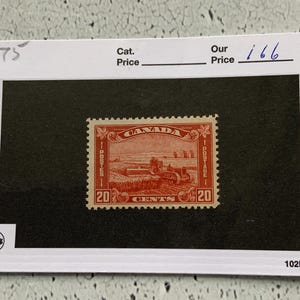 75
Cat.
Price
Our
Price 166
CANADA
POSTES
POSTAGE
20 20
CENTS
102